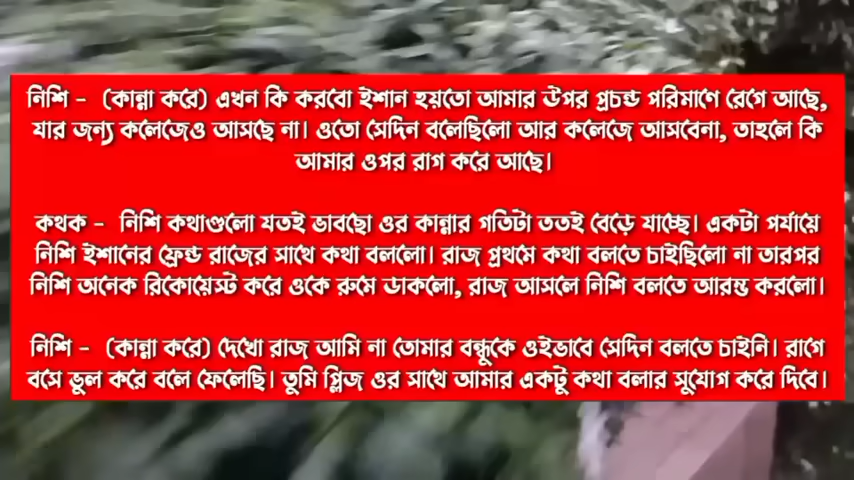 নিশি - (কান্না করে) এখন কি করবো ইশান হয়তো আমার ঊপর প্রচন্ড পরিমাণে রেগে আছে,
যার জন্য কলেজেও আসছে না। ওতো সেদিন বলেছিলো আর কলেজে আসবেনা, তাহলে কি
আমার ওপর রাগ করে আছে।
কথক - নিশি কথাগুলো যতই ভাবছো ওর কান্নার গতিটা ততই বেড়ে যাচ্ছে। একটা পর্যায়ে
নিশি ইশানের ফ্রেন্ড রাজের সাথে কথা বললো। রাজ প্রথমে কথা বলতে চাইছিলো না তারপর
নিশি অনেক রিকোয়েস্ট করে ওকে রুমে ডাকলো, রাজ আসলে নিশি বলতে আরম্ভ করলো।
নিশি - (কান্না করে) দেখো রাজ আমি না তোমার বন্ধুকে ওইভাবে সেদিন বলতে চাইনি। রাগে
বসে ভুল করে বলে ফেলেছি। তুমি প্লিজ ওর সাথে আমার একটু কথা বলার সুযোগ করে দিবে।